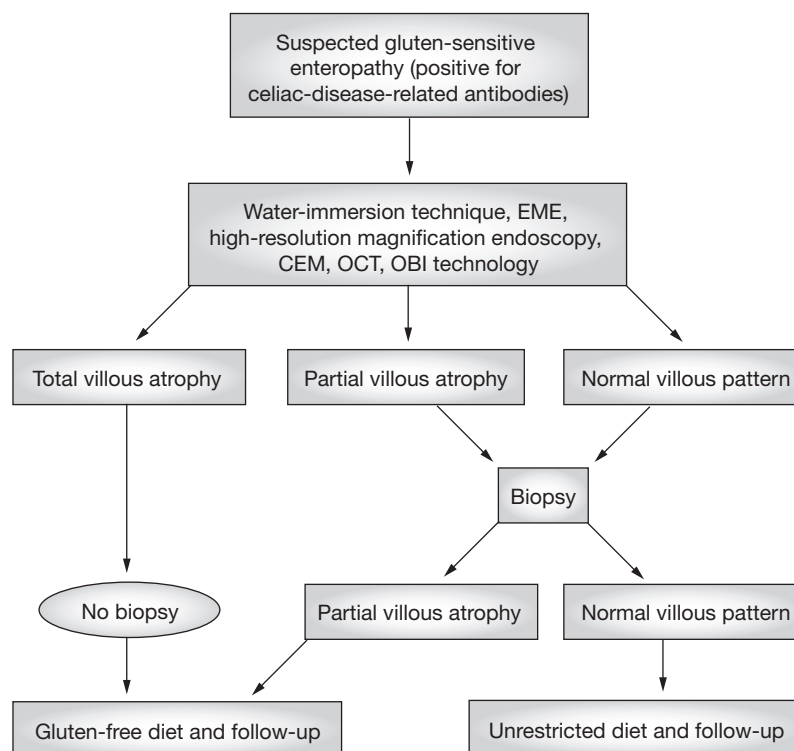 Suspected gluten-sensitive
enteropathy (positive for
celiac-disease-related antibodies)
Water-immersion technique, EME,
high-resolution magnification endoscopy,
CEM, OCT, OBI technology
Total villous atrophy
Partial villous atrophy
Normal villous pattern
Biopsy
No biopsy
Partial villous atrophy
Normal villous pattern
Gluten-free diet and follow-up
Unrestricted diet and follow-up